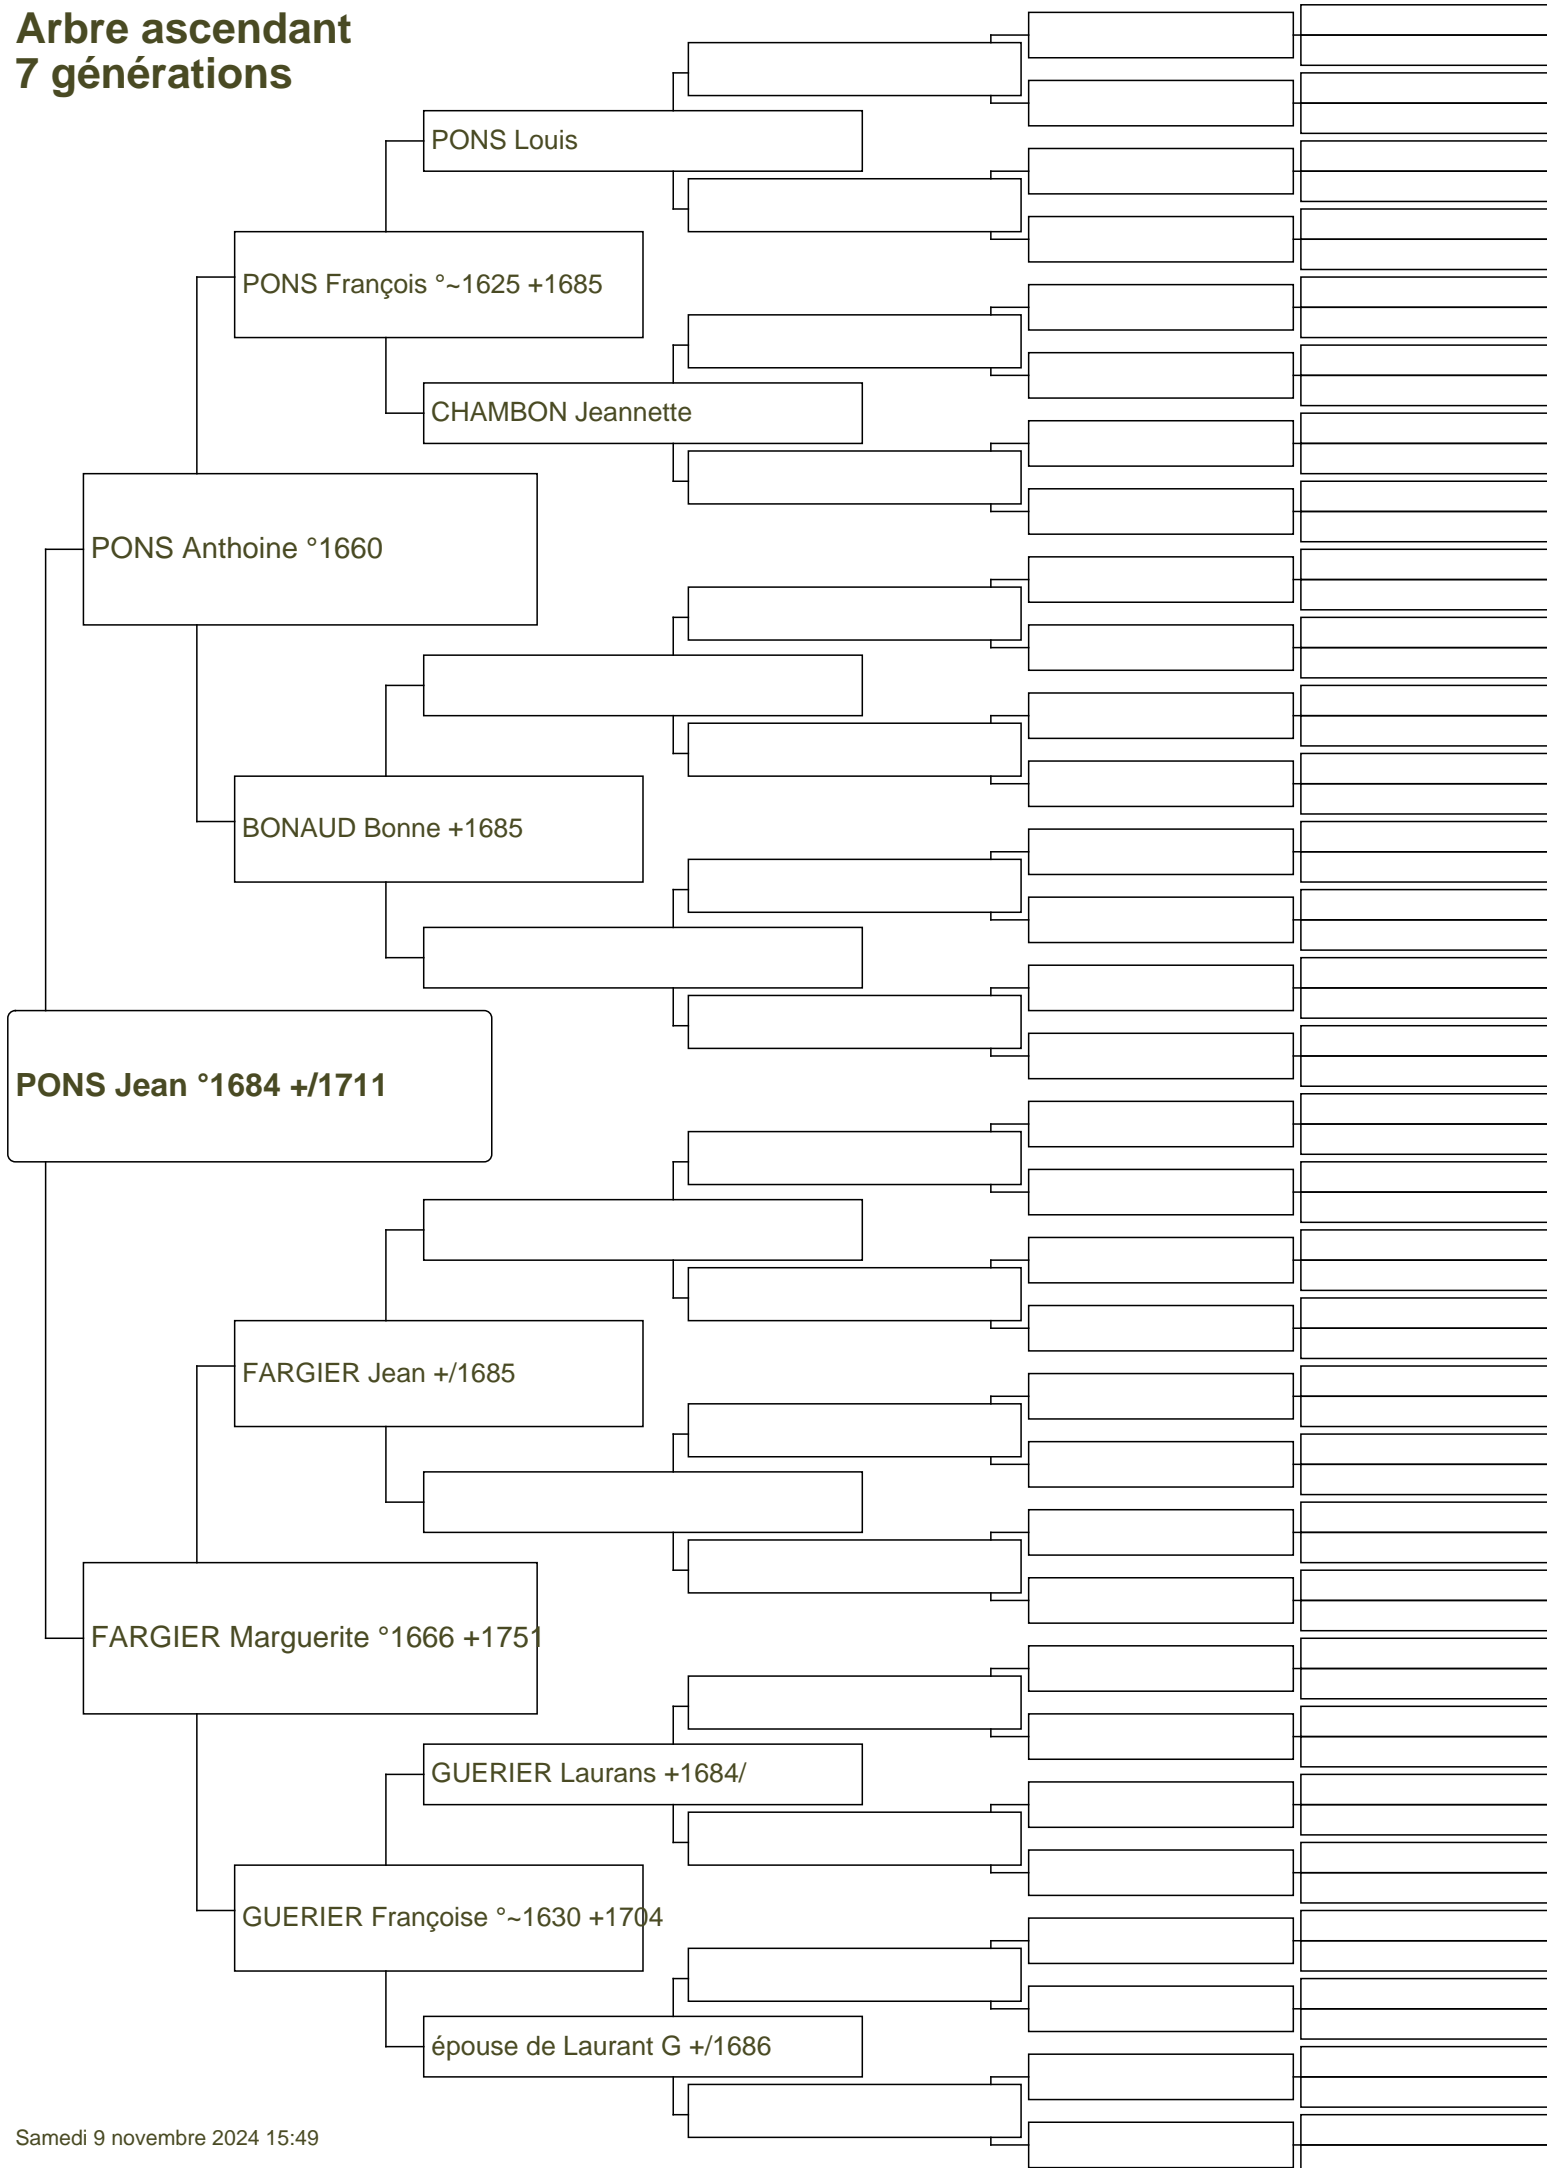 Arbre ascendant
7 générations
PONS Louis
PONS François °~1625 +1685
CHAMBON Jeannette
PONS Anthoine °1660
BONAUD Bonne +1685
PONS Jean °1684 +/1711
FARGIER Jean +/1685
FARGIER Marguerite °1666 +1751
GUERIER Laurans +1684/
GUERIER Françoise °~1630 +1704
épouse de Laurant G +/1686
Samedi 9 novembre 2024 15:49